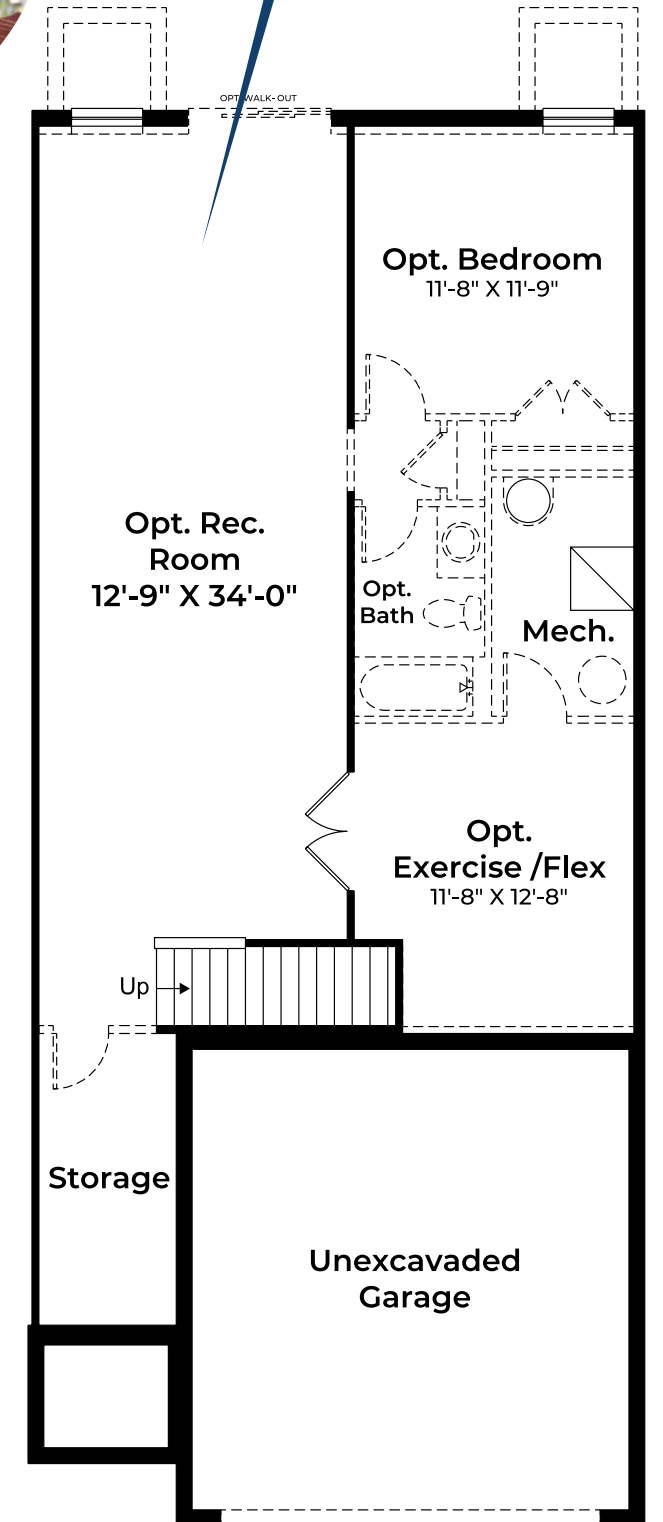 OPT. WALK-OUT
Opt. Bedroom
11'-8" X 11'-9"
Opt. Rec.
Room
12'-9" X 34'-0"
Opt.
Bath
Mech.
Opt.
Exercise /Flex
11'-8" X 12'-8"
Up
Storage
Unexcavaded
Garage